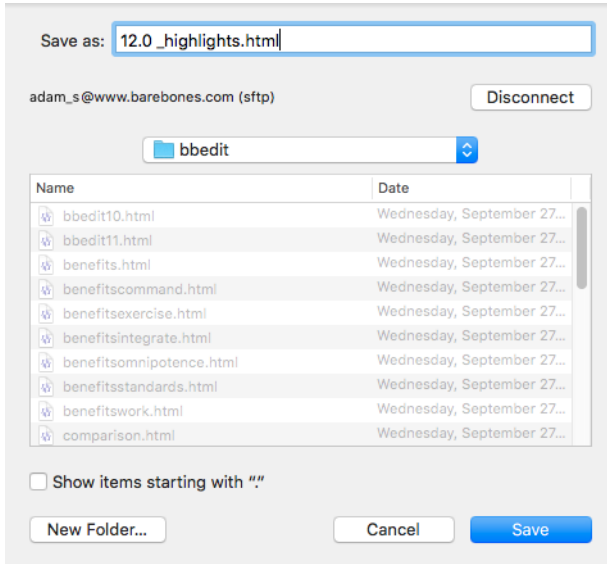 Save as: 12.0 _highlights.html
adam_s@www.barebones.com (sftp) Disconnect
bbedit
Name Date
bbedit10.html Wednesday, September 27...
bbedit11.html Wednesday, September 27...
benefits.html Wednesday, September 27...
benefitscommand.html Wednesday, September 27...
benefitsexercise.html Wednesday, September 27...
benefitsintegrate.html Wednesday, September 27...
benefitsomnipotence.html Wednesday, September 27...
benefitsstandards.html Wednesday, September 27...
benefitswork.html Wednesday, September 27...
comparison.html Wednesday, September 27...
Show items starting with “.”
New Folder... Cancel Save